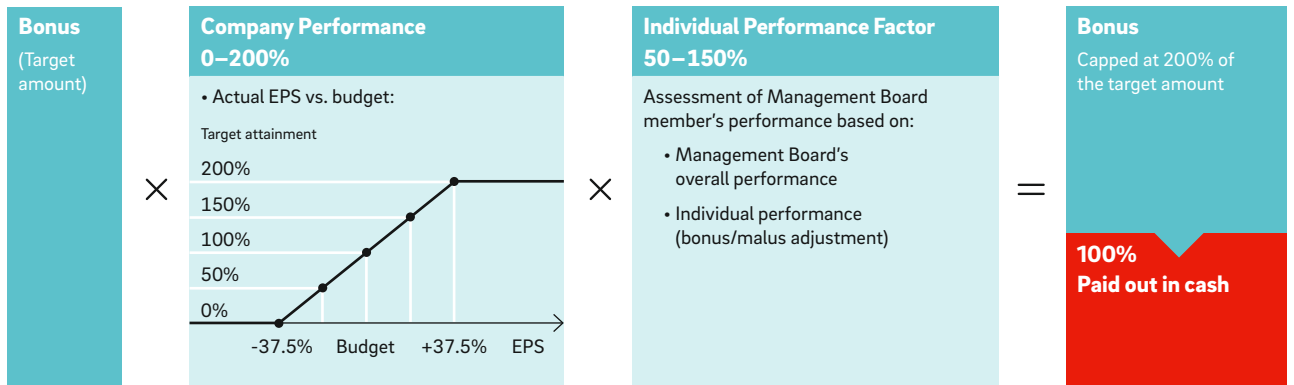 Bonus
(Target
amount)
×
Company Performance
0–200%
• Actual EPS vs. budget:
Target attainment
200%
150%
100%
50%
0%
-37.5%
Budget
+37.5%
EPS
×
Individual Performance Factor
50–150%
Assessment of Management Board
member's performance based on:
• Management Board's
overall performance
• Individual performance
(bonus/malus adjustment)
=
Bonus
Capped at 200% of
the target amount
100%
Paid out in cash